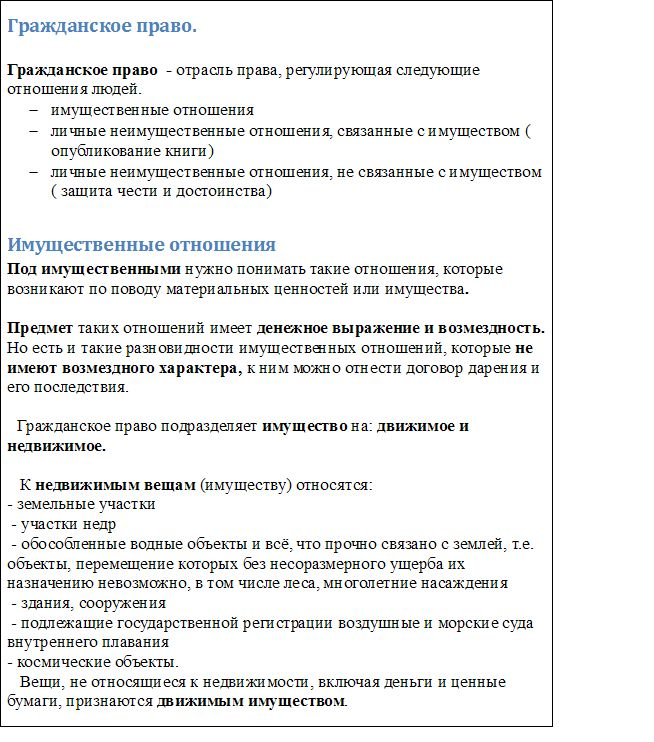 Гражданское право.
Гражданское право - отрасль права, регулирующая следующие
отношения людей.
– имущественные отношения
– личные неимущественные отношения, связанные с имуществом (
опубликование книги)
– личные неимущественные отношения, не связанные с имуществом
( защита чести и достоинства)
Имущественные отношения
Под имущественными нужно понимать такие отношения, которые
возникают по поводу материальных ценностей или имущества.
Предмет таких отношений имеет денежное выражение и возмездность.
Но есть и такие разновидности имущественных отношений, которые не
имеют возмездного характера, к ним можно отнести договор дарения и
его последствия.
Гражданское право подразделяет имущество на: движимое и
недвижимое.
К недвижимым вещам (имуществу) относятся:
- земельные участки
- участки недр
- обособленные водные объекты и всё, что прочно связано с землей, т.е.
объекты, перемещение которых без несоразмерного ущерба их
назначению невозможно, в том числе леса, многолетние насаждения
- здания, сооружения
- подлежащие государственной регистрации воздушные и морские суда
внутреннего плавания
- космические объекты.
Вещи, не относящиеся к недвижимости, включая деньги и ценные
бумаги, признаются движимым имуществом.